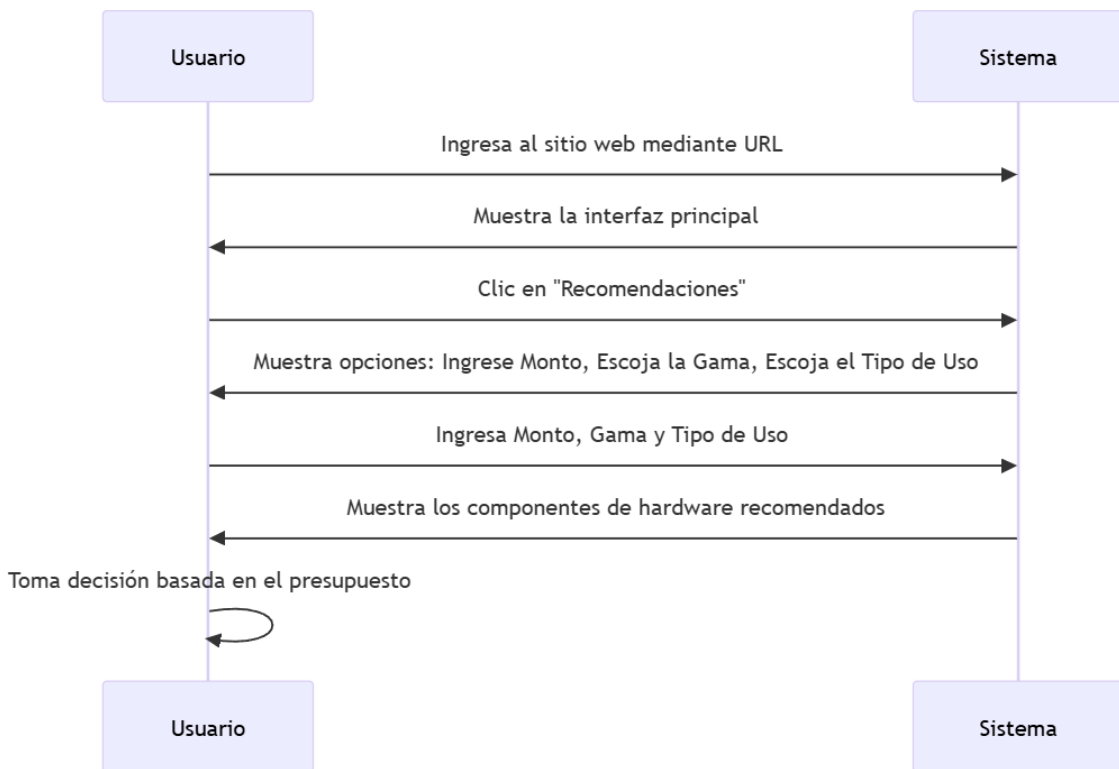 Usuario
Sistema
Ingresa al sitio web mediante URL
Muestra la interfaz principal
Clic en "Recomendaciones"
Muestra opciones: Ingrese Monto, Escoja la Gama, Escoja el Tipo de Uso
Ingresa Monto, Gama y Tipo de Uso
Muestra los componentes de hardware recomendados
Toma decisión basada en el presupuesto
Usuario
Sistema